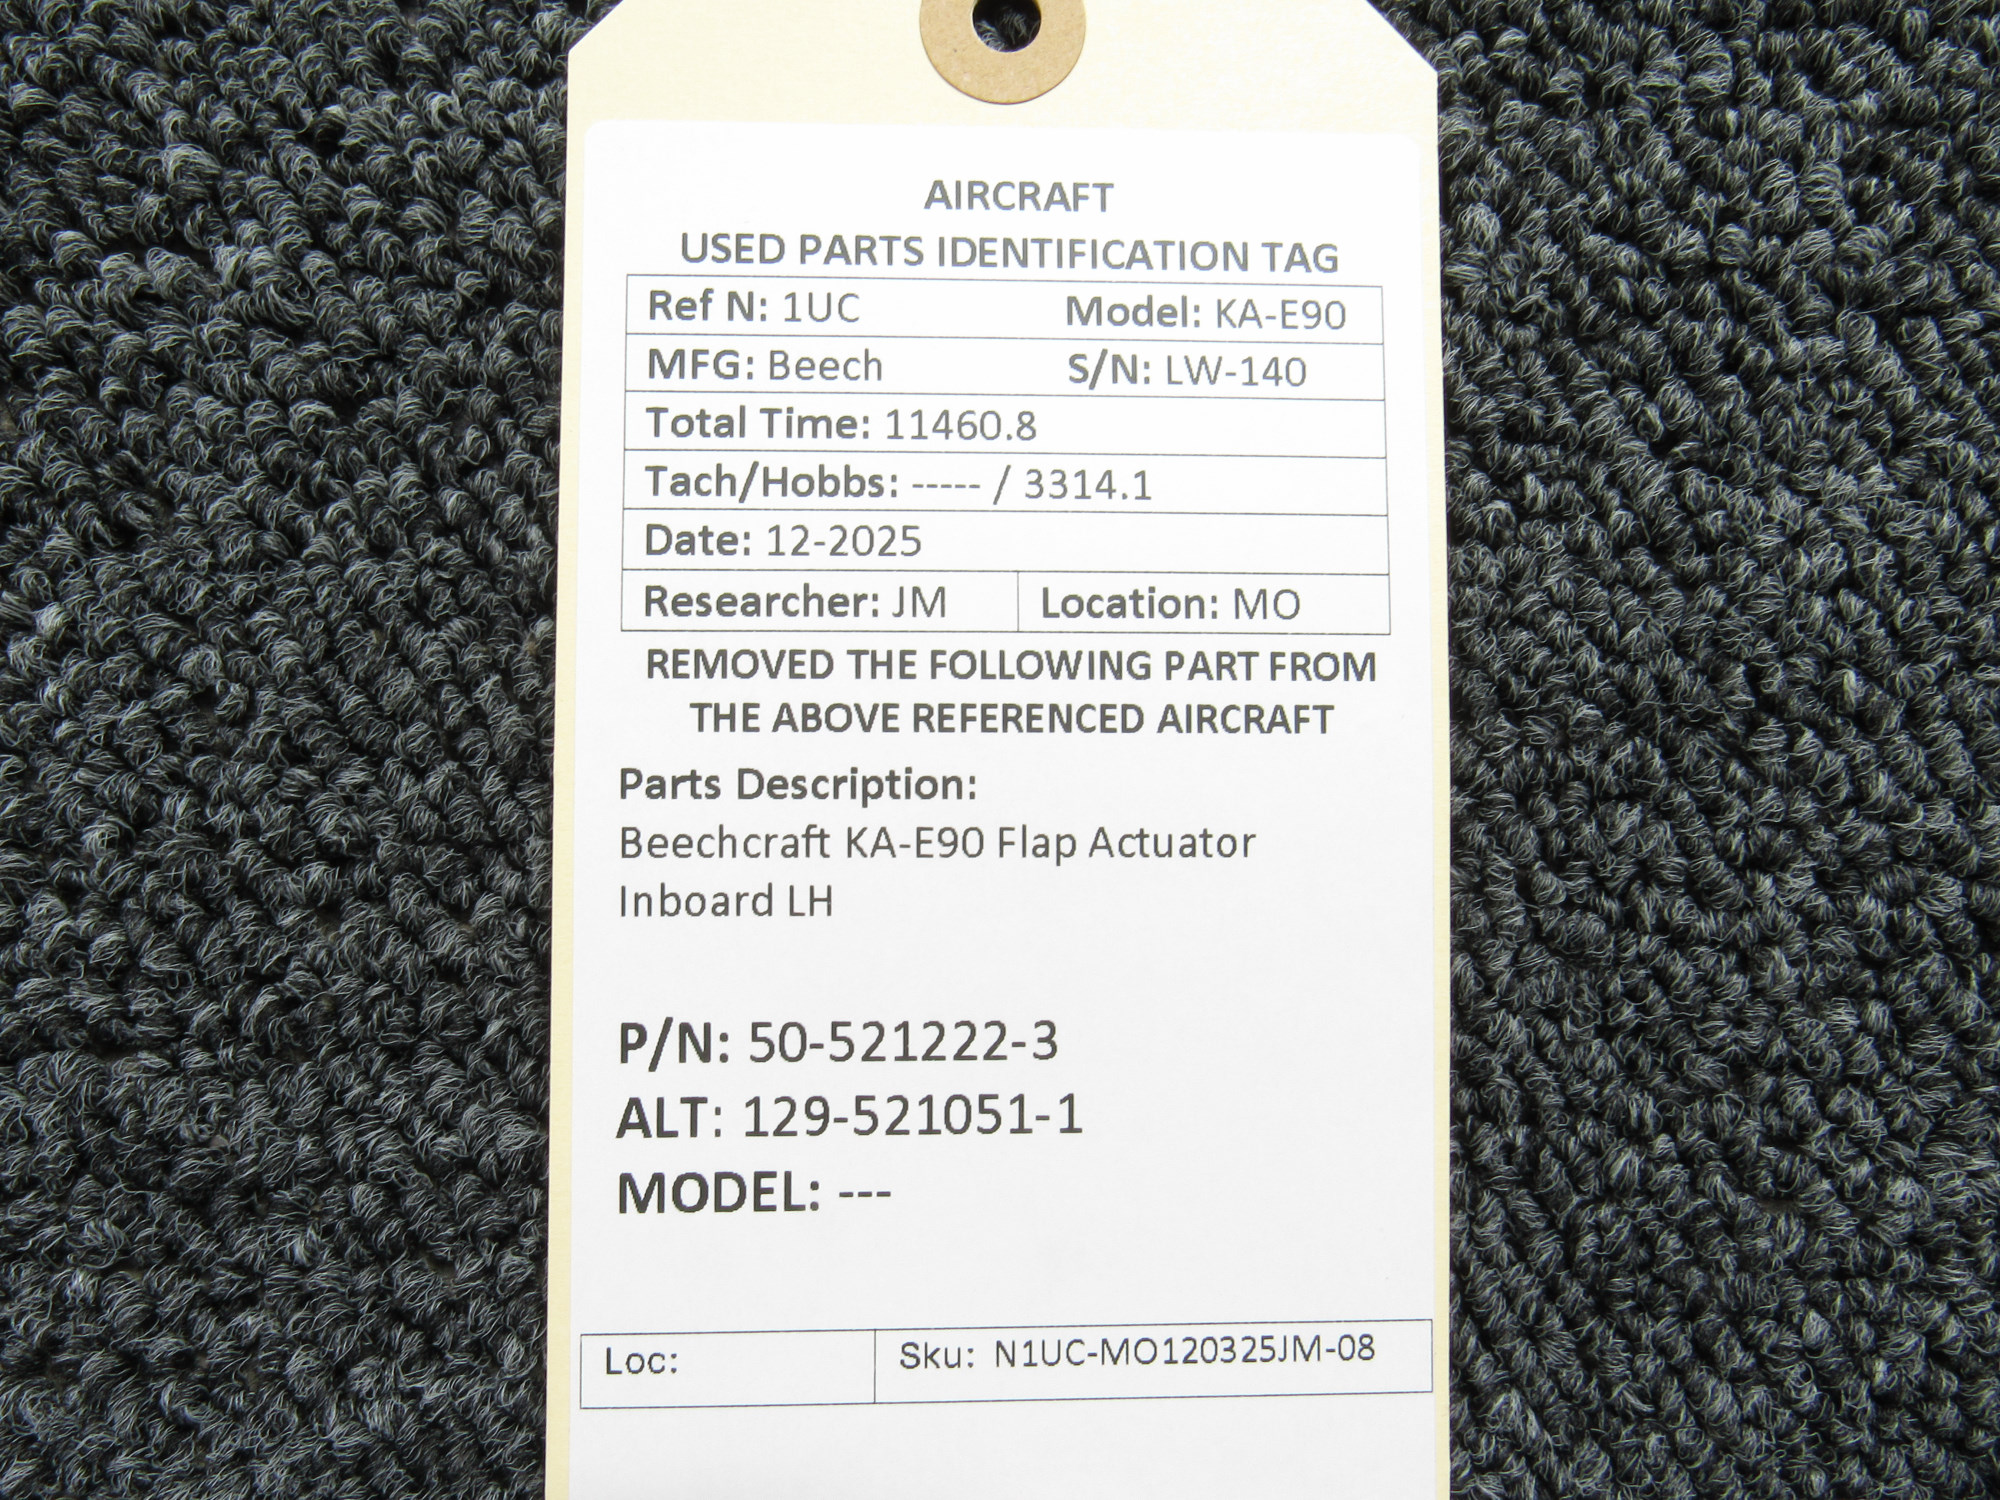 AIRCRAFT
USED PARTS IDENTIFICATION TAG
Ref N: 1UC Model: KA-E90
MFG: Beech S/N: LW-140
Total Time: 11460.8
Tach/Hobbs: ----- / 3314.1
Date: 12-2025
Researcher: JM Location: MO
REMOVED THE FOLLOWING PART FROM
THE ABOVE REFERENCED AIRCRAFT
Parts Description:
Beechcraft KA-E90 Flap Actuator
Inboard LH
P/N: 50-521222-3
ALT: 129-521051-1
MODEL: ---
Loc: Sku: N1UC-MO120325JM-08